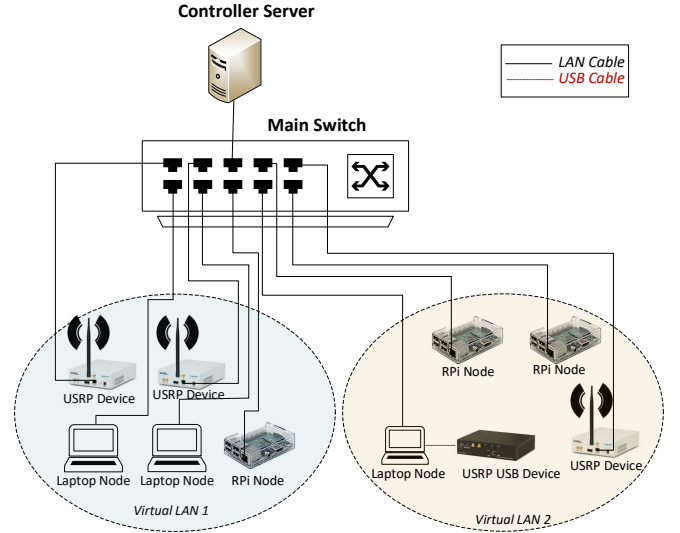 Controller Server
LAN Cable
USB Cable
Main Switch
RPi Node
RPi Node
USRP Device
USRP Device
Laptop Node
Laptop Node
RPi Node
Laptop Node
USRP USB Device
USRP Device
Virtual LAN 1
Virtual LAN 2